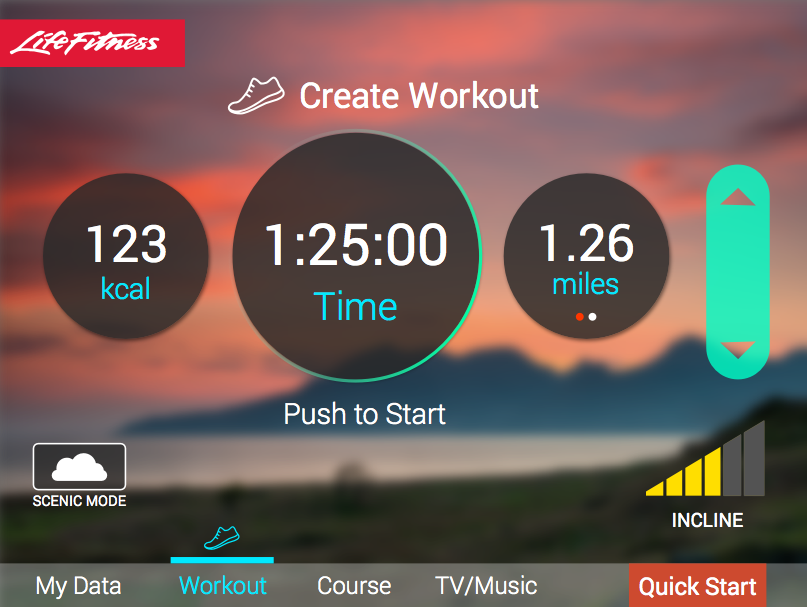 LifeFitness
Create Workout
123
kcal
1:25:00
Time
1.26
miles
Push to Start
SCENIC MODE
INCLINE
My Data
Workout
Course
TV/Music
Quick Start